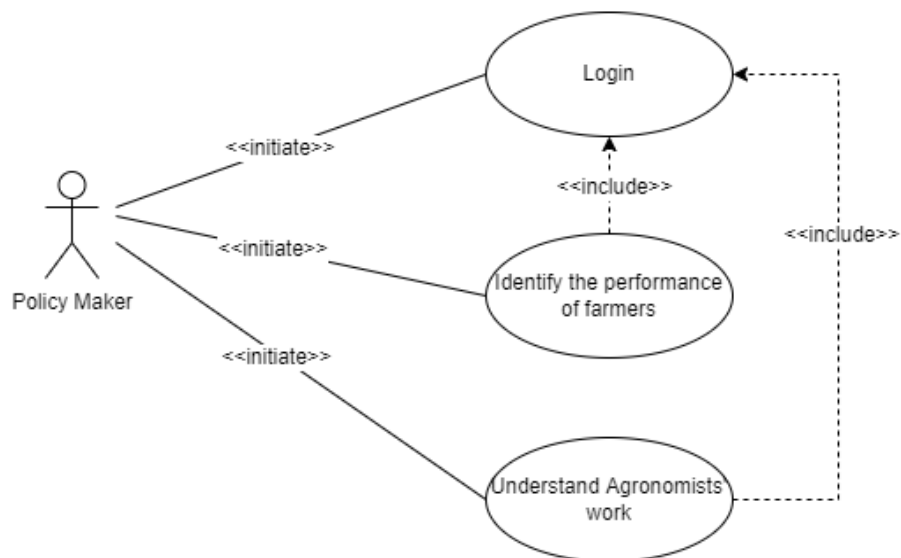 Login
<<initiate>>
<<include>>
<<include>>
<<initiate>>
Identify the performance
of farmers
Policy Maker
<<initiate>>
Understand Agronomists
work